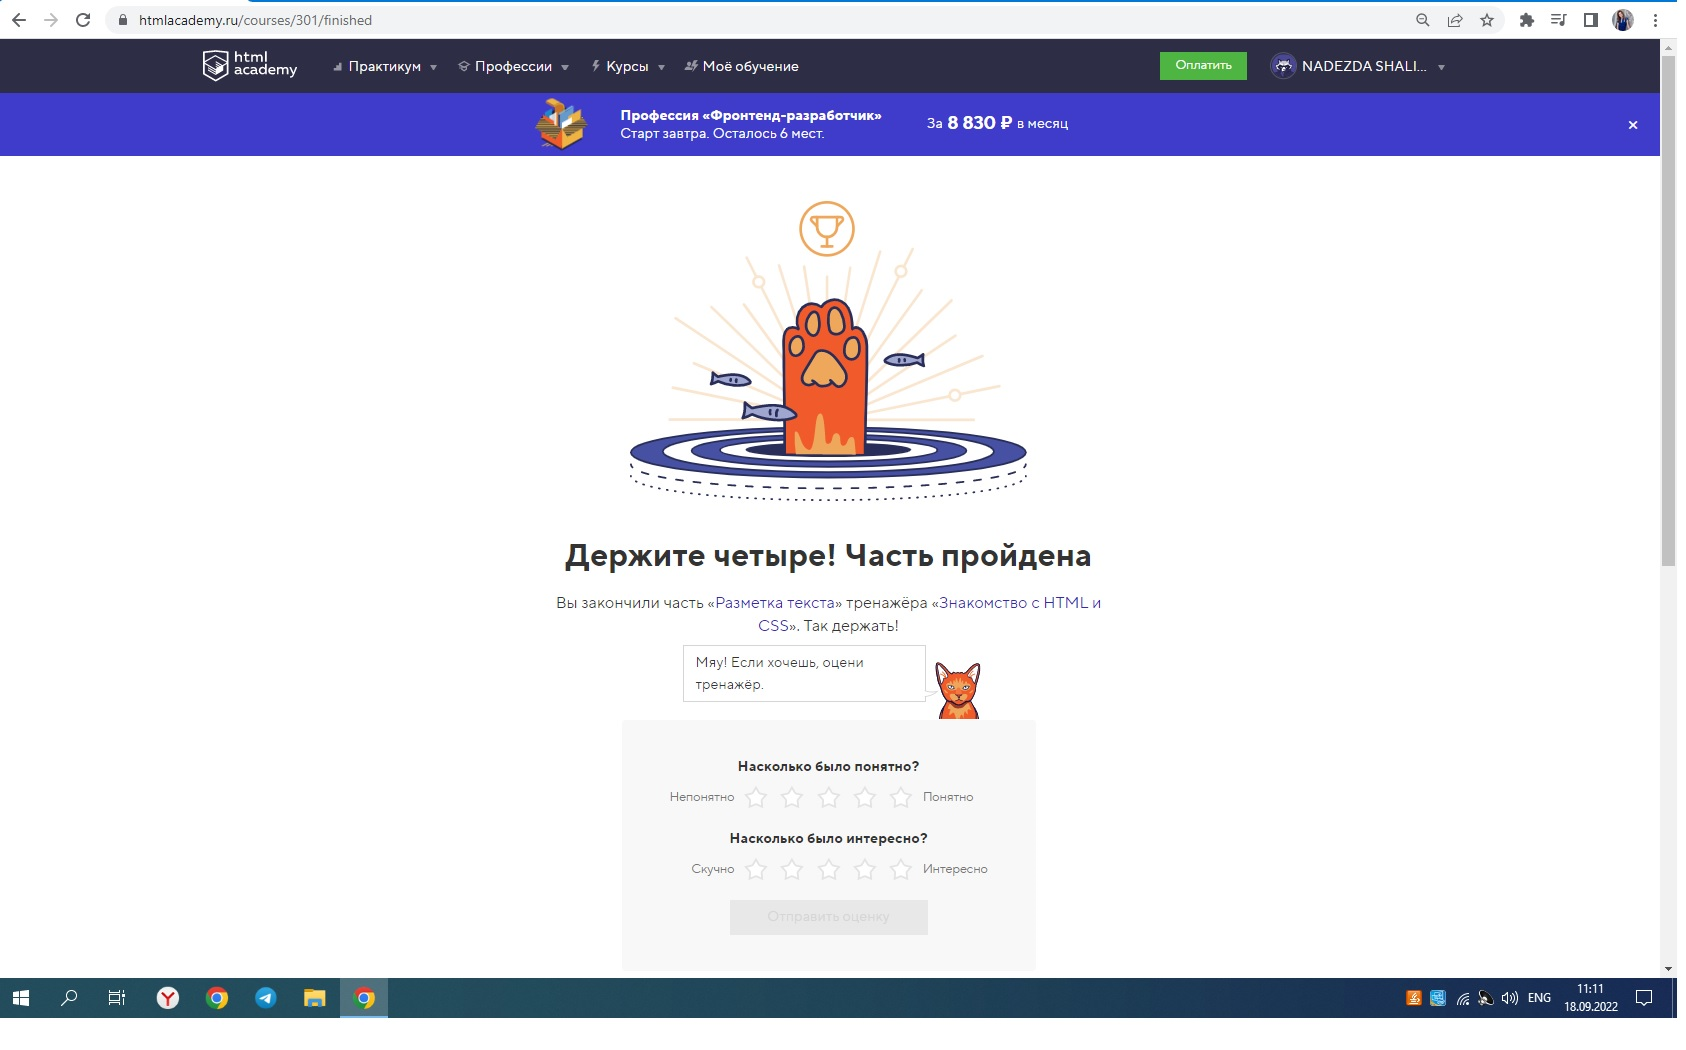 htmlacademy.ru/courses/301/finished
html
academy
Практикум
Профессии
Курсы
Моё обучение
Оплатить
NADEZDA SHALI...
Профессия «Фронтенд-разработчик»
Старт завтра. Осталось 6 мест.
За 8 830 ₽ в месяц
Держите четыре! Часть пройдена
Вы закончили часть «Разметка текста» тренажёра «Знакомство с HTML и
CSS». Так держать!
Мяу! Если хочешь, оцени
тренажёр.
Насколько было понятно?
Непонятно
Понятно
Насколько было интересно?
Скучно
Интересно
Отправить оценку
ENG
11:11
18.09.2022